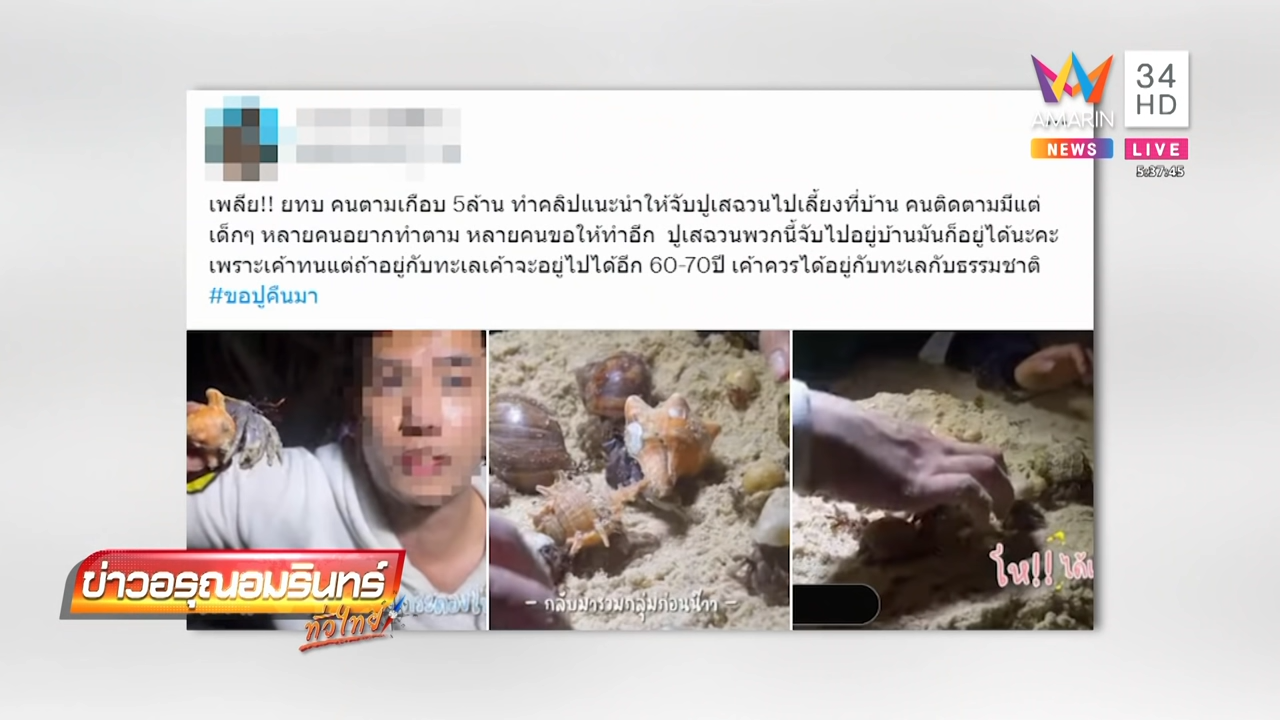 AMARIN
NEWS
34
HD
LIVE
5:37:45
เพลีย!! ยทบ คนตามเกือบ 5ล้าน ทำคลิปแนะนำให้จับปูเสฉวนไปเลี้ยงที่บ้าน คนติดตามมีแต่
เด็กๆ หลายคนอยากทำตาม หลายคนขอให้ทำอีก ปูเสฉวนพวกนี้จับไปอยู่บ้านมันก็อยู่ได้นะคะ
เพราะเค้าทนแต่ถ้าอยู่กับทะเลเค้าจะอยู่ไปได้อีก 60-70ปี เค้าควรได้อยู่กับทะเลกับธรรมชาติ
#ขอปูคืนมา
– กลับมารวมกลุ่มก่อนน้าา –
โห!! ได้เ
ข่าวอรุณอมรินทร์
ทั่วไทย